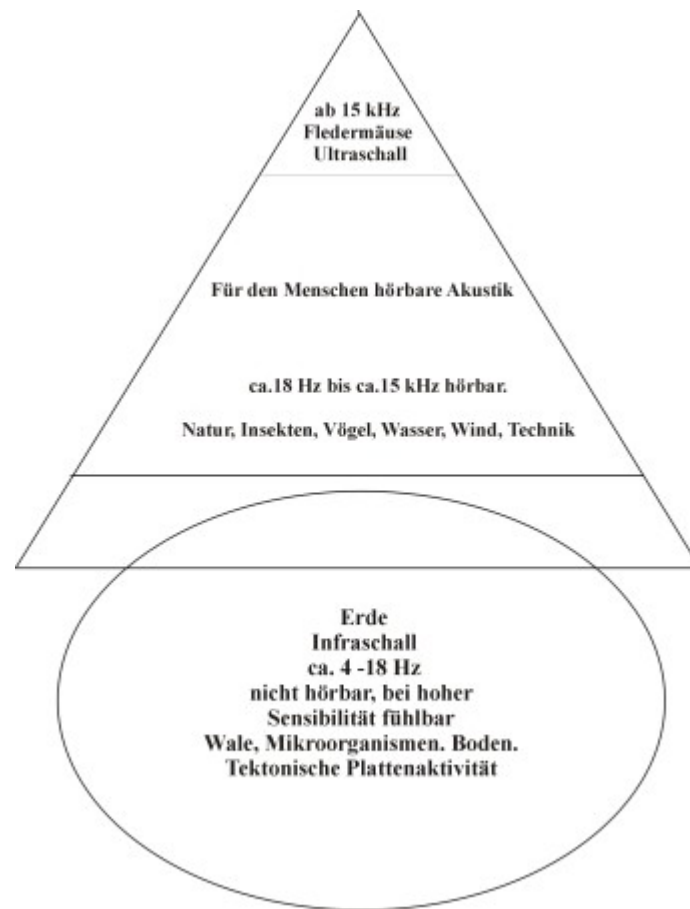 ab 15 kHz
Fledermäuse
Ultraschall
Für den Menschen hörbare Akustik
ca.18 Hz bis ca.15 kHz hörbar.
Natur, Insekten, Vögel, Wasser, Wind, Technik
Erde
Infraschall
ca. 4 -18 Hz
nicht hörbar, bei hoher
Sensibilität fühlbar
Wale, Mikroorganismen. Boden.
Tektonische Plattenaktivität